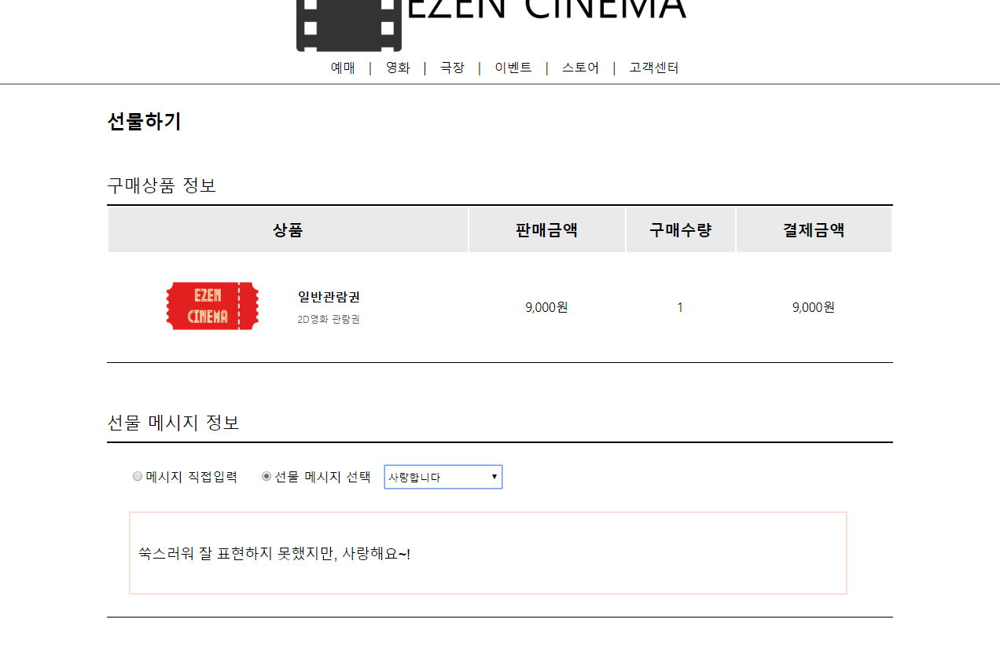 EZEN CINEMA
예매 | 영화 | 극장 | 이벤트 | 스토어 | 고객센터
선물하기
구매상품 정보
상품 판매금액 구매수량 결제금액
EZEN
CINEMA
일반관람권
2D영화 관람권
9,000원 1 9,000원
선물 메시지 정보
메시지 직접입력 선물 메시지 선택 사랑합니다
쑥스러워 잘 표현하지 못했지만, 사랑해요~!